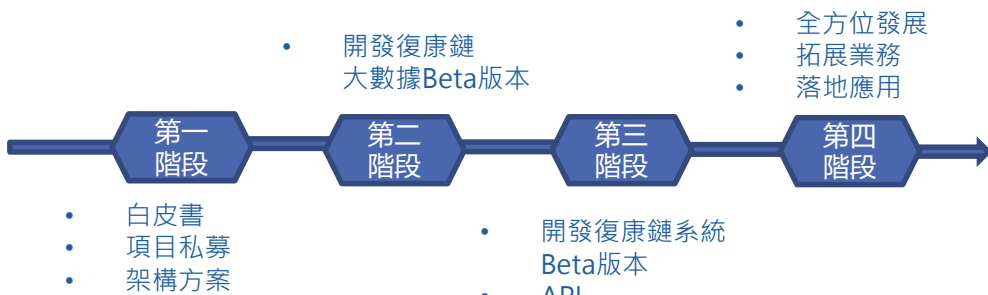 • 全方位發展
• 拓展業務
• 落地應用
• 開發復康鏈
大數據Beta版本
第一
階段
第二
階段
第三
階段
第四
階段
• 白皮書
• 項目私募
• 架構方案
• 開發復康鏈系統
Beta版本
• API